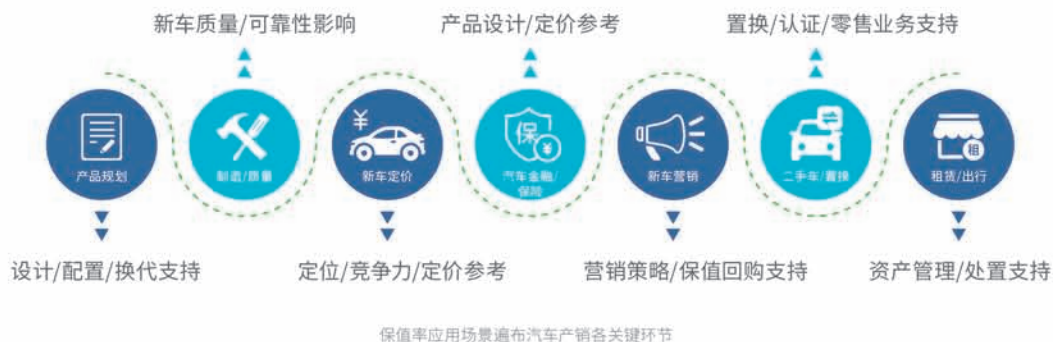 新车质量/可靠性影响
产品设计/定价参考
置换/认证/零售业务支持
产品规划
制造/质量
¥
新车定价
保
¥
汽车金融/
保险
新车营销
二手车/置换
租
租赁/出行
设计/配置/换代支持
定位/竞争力/定价参考
营销策略/保值回购支持
资产管理/处置支持
保值率应用场景遍布汽车产销各关键环节